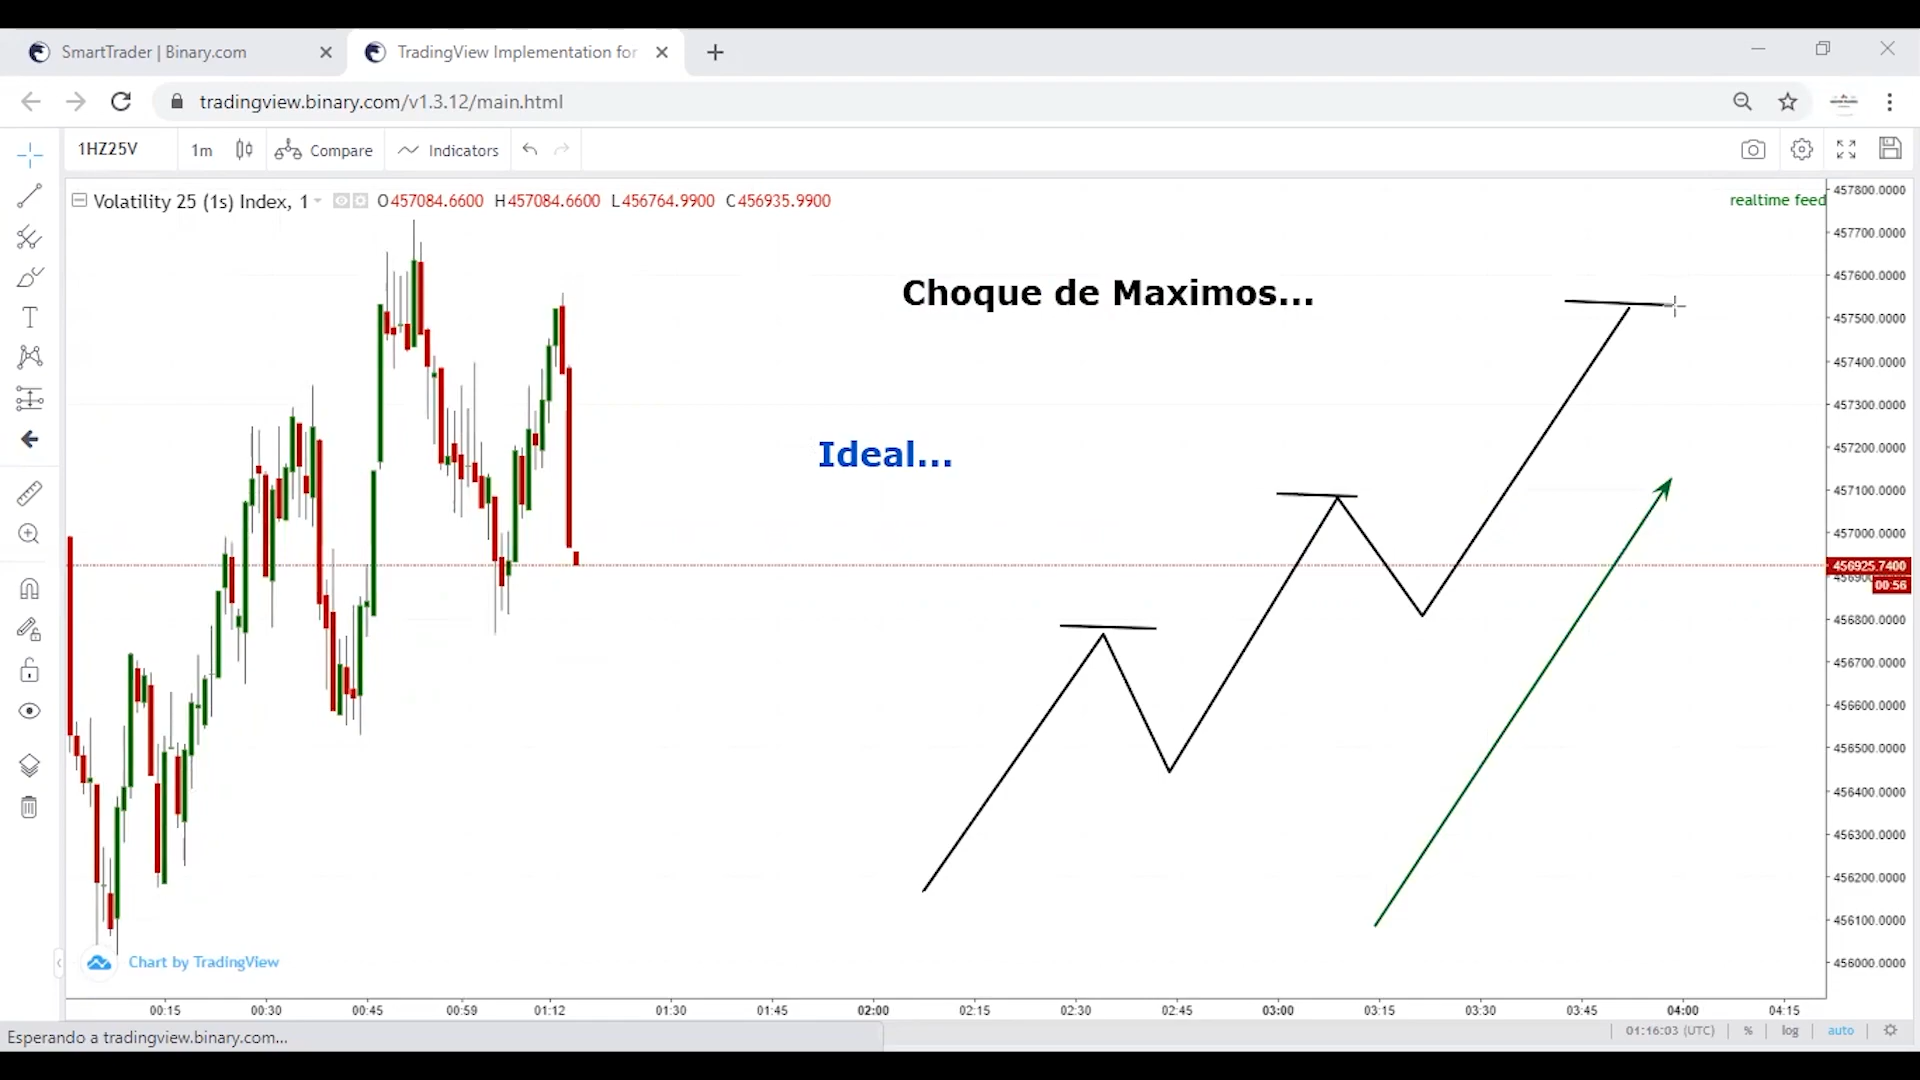 SmartTrader | Binary.com
TradingView Implementation for
tradingview.binary.com/v1.3.12/main.html
1HZ25V
1m
Compare
Indicators
Volatility 25 (1s) Index, 1
O457084.6600 H457084.6600 L456764.9900 C456935.9900
realtime feed
Choque de Maximos...
Ideal...
457800.0000
457700.0000
457600.0000
457500.0000
457400.0000
457300.0000
457200.0000
457100.0000
457000.0000
456925.7400
00:56
456800.0000
456700.0000
456600.0000
456500.0000
456400.0000
456300.0000
456200.0000
456100.0000
456000.0000
Chart by TradingView
00:15 00:30 00:45 00:59 01:12 01:30 01:45 02:00 02:15 02:30 02:45 03:00 03:15 03:30 03:45 04:00 04:15
01:16:03 (UTC) % log auto
Esperando a tradingview.binary.com...